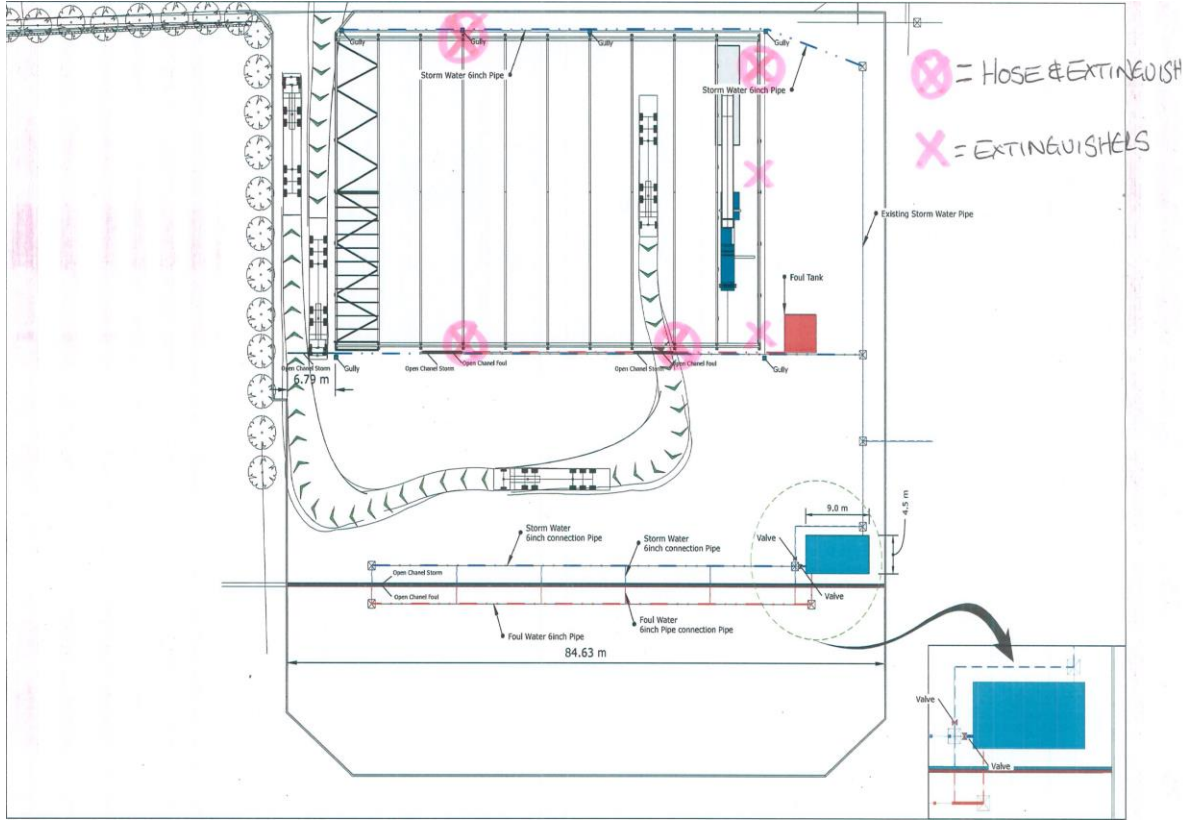 Gully
Gully
Gully
Gully
Storm Water 6inch Pipe
Storm Water 6inch Pipe
= HOSE & EXTINGUISH
= EXTINGUISHELS
Existing Storm Water Pipe
Foul Tank
Open Chanel Storm
Gully
Open Chanel Storm
Open Chanel Foul
Open Chanel Storm
Open Chanel Foul
Gully
6.79 m
9.0 m
4.5 m
Storm Water
6inch connection Pipe
Storm Water
6inch connection Pipe
Valve
Valve
Open Chanel Storm
Open Chanel Foul
Foul Water 6inch Pipe
Foul Water
6inch Pipe connection Pipe
84.63 m
Valve
Valve